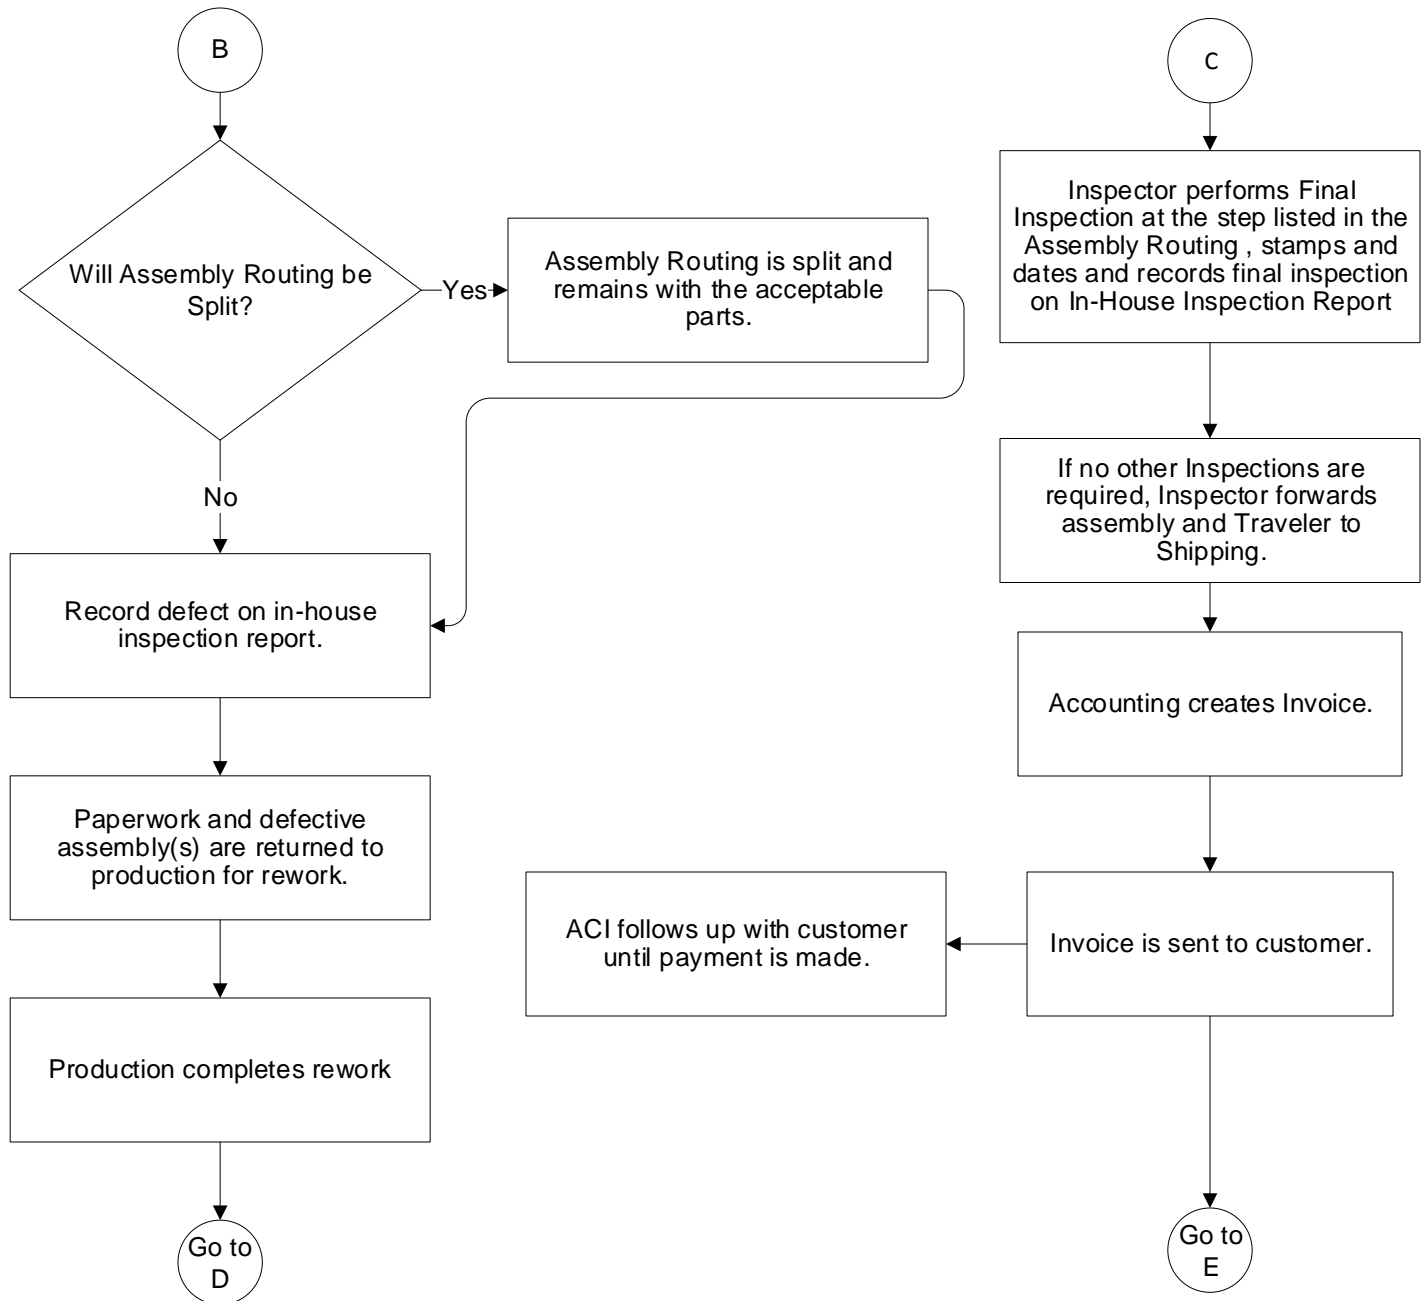 B
Will Assembly Routing be
Split?
Yes
Assembly Routing is split and
remains with the acceptable
parts.
No
Record defect on in-house
inspection report.
Paperwork and defective
assembly(s) are returned to
production for rework.
Production completes rework
Go to
D
C
Inspector performs Final
Inspection at the step listed in the
Assembly Routing , stamps and
dates and records final inspection
on In-House Inspection Report
If no other Inspections are
required, Inspector forwards
assembly and Traveler to
Shipping.
Accounting creates Invoice.
Invoice is sent to customer.
ACI follows up with customer
until payment is made.
Go to
E